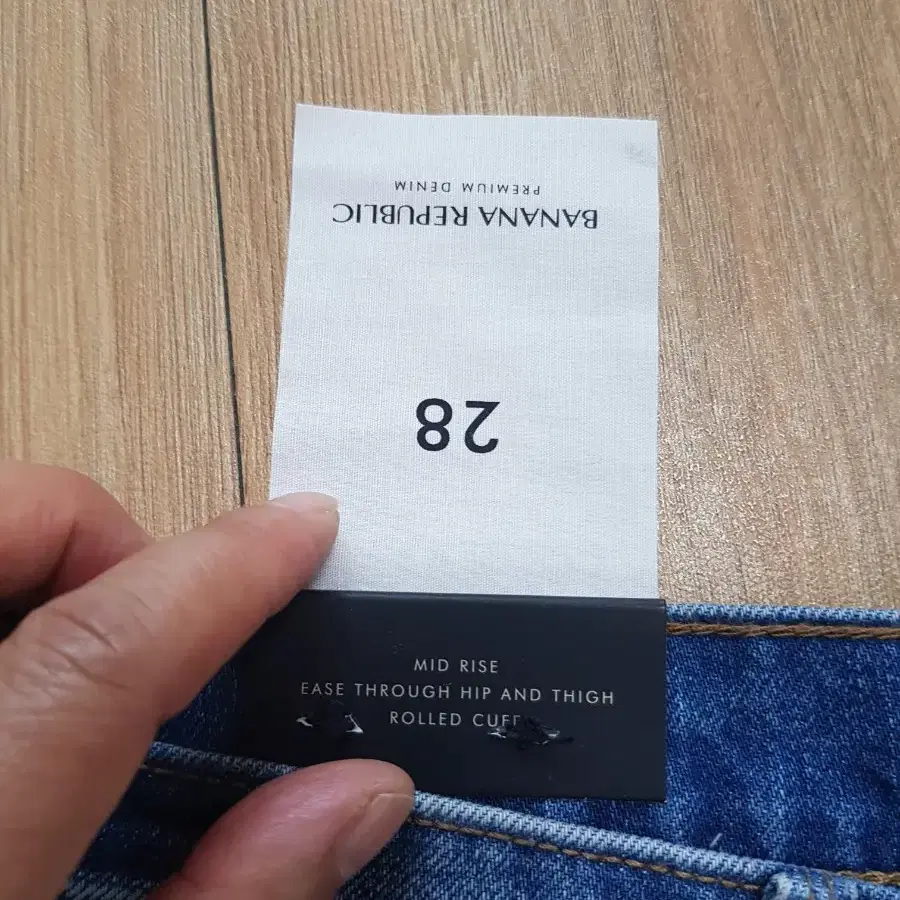 BANANA REPUBLIC
PREMIUM DENIM
28
MID RISE
EASE THROUGH HIP AND THIGH
ROLLED CUFF